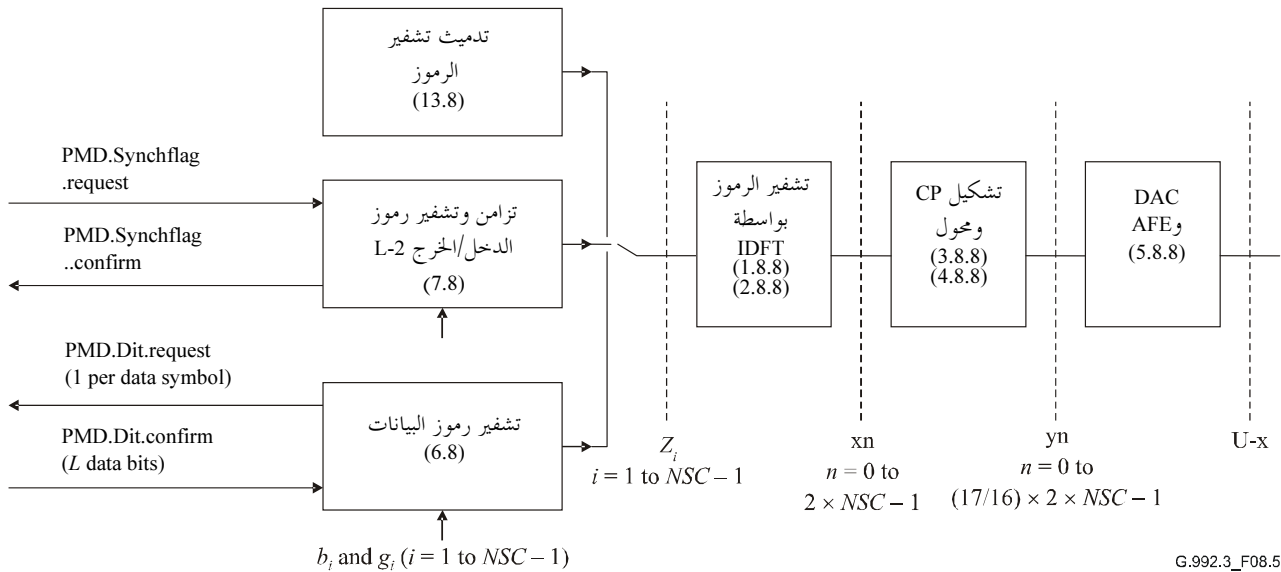 تدميث تشفير
الرموز
(13.8)
PMD.Synchflag
.request
PMD.Synchflag
..confirm
تزامن وتشفير رموز
الدخل/الخرج L-2
(7.8)
PMD.Dit.request
(1 per data symbol)
PMD.Dit.confirm
(L data bits)
تشفير رموز البيانات
(6.8)
b_i and g_i (i = 1 to NSC – 1)
Z_i
i = 1 to NSC – 1
تشفير الرموز
بواسطة
IDFT
(1.8.8)
(2.8.8)
xn
n = 0 to
2 × NSC – 1
تشكيل CP
ومحول
(3.8.8)
(4.8.8)
yn
n = 0 to
(17/16) × 2 × NSC – 1
DAC
وAFE
(5.8.8)
U-x
G.992.3_F08.5